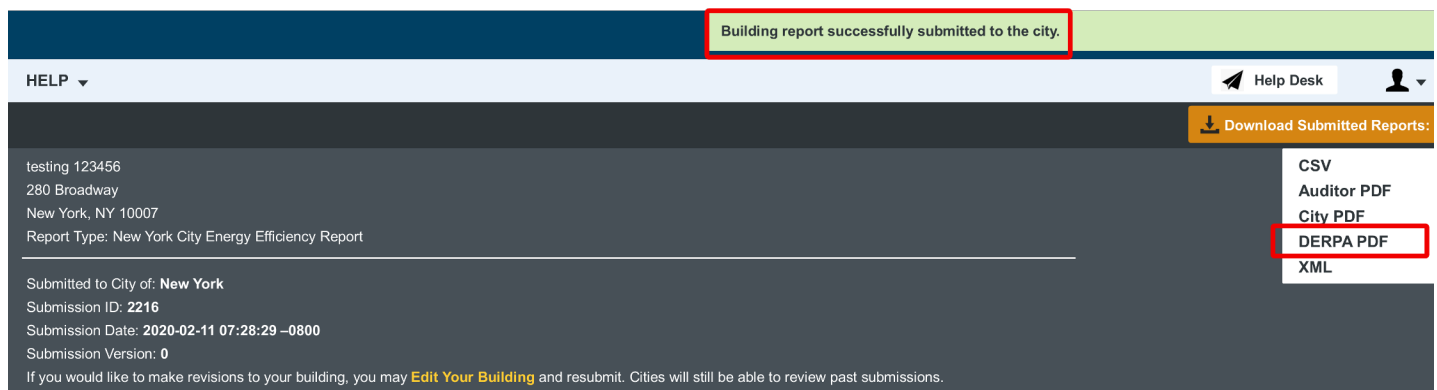 Building report successfully submitted to the city.
HELP
Help Desk
Download Submitted Reports:
testing 123456
280 Broadway
New York, NY 10007
Report Type: New York City Energy Efficiency Report
CSV
Auditor PDF
City PDF
DERPA PDF
XML
Submitted to City of: New York
Submission ID: 2216
Submission Date: 2020-02-11 07:28:29 –0800
Submission Version: 0
If you would like to make revisions to your building, you may Edit Your Building and resubmit. Cities will still be able to review past submissions.